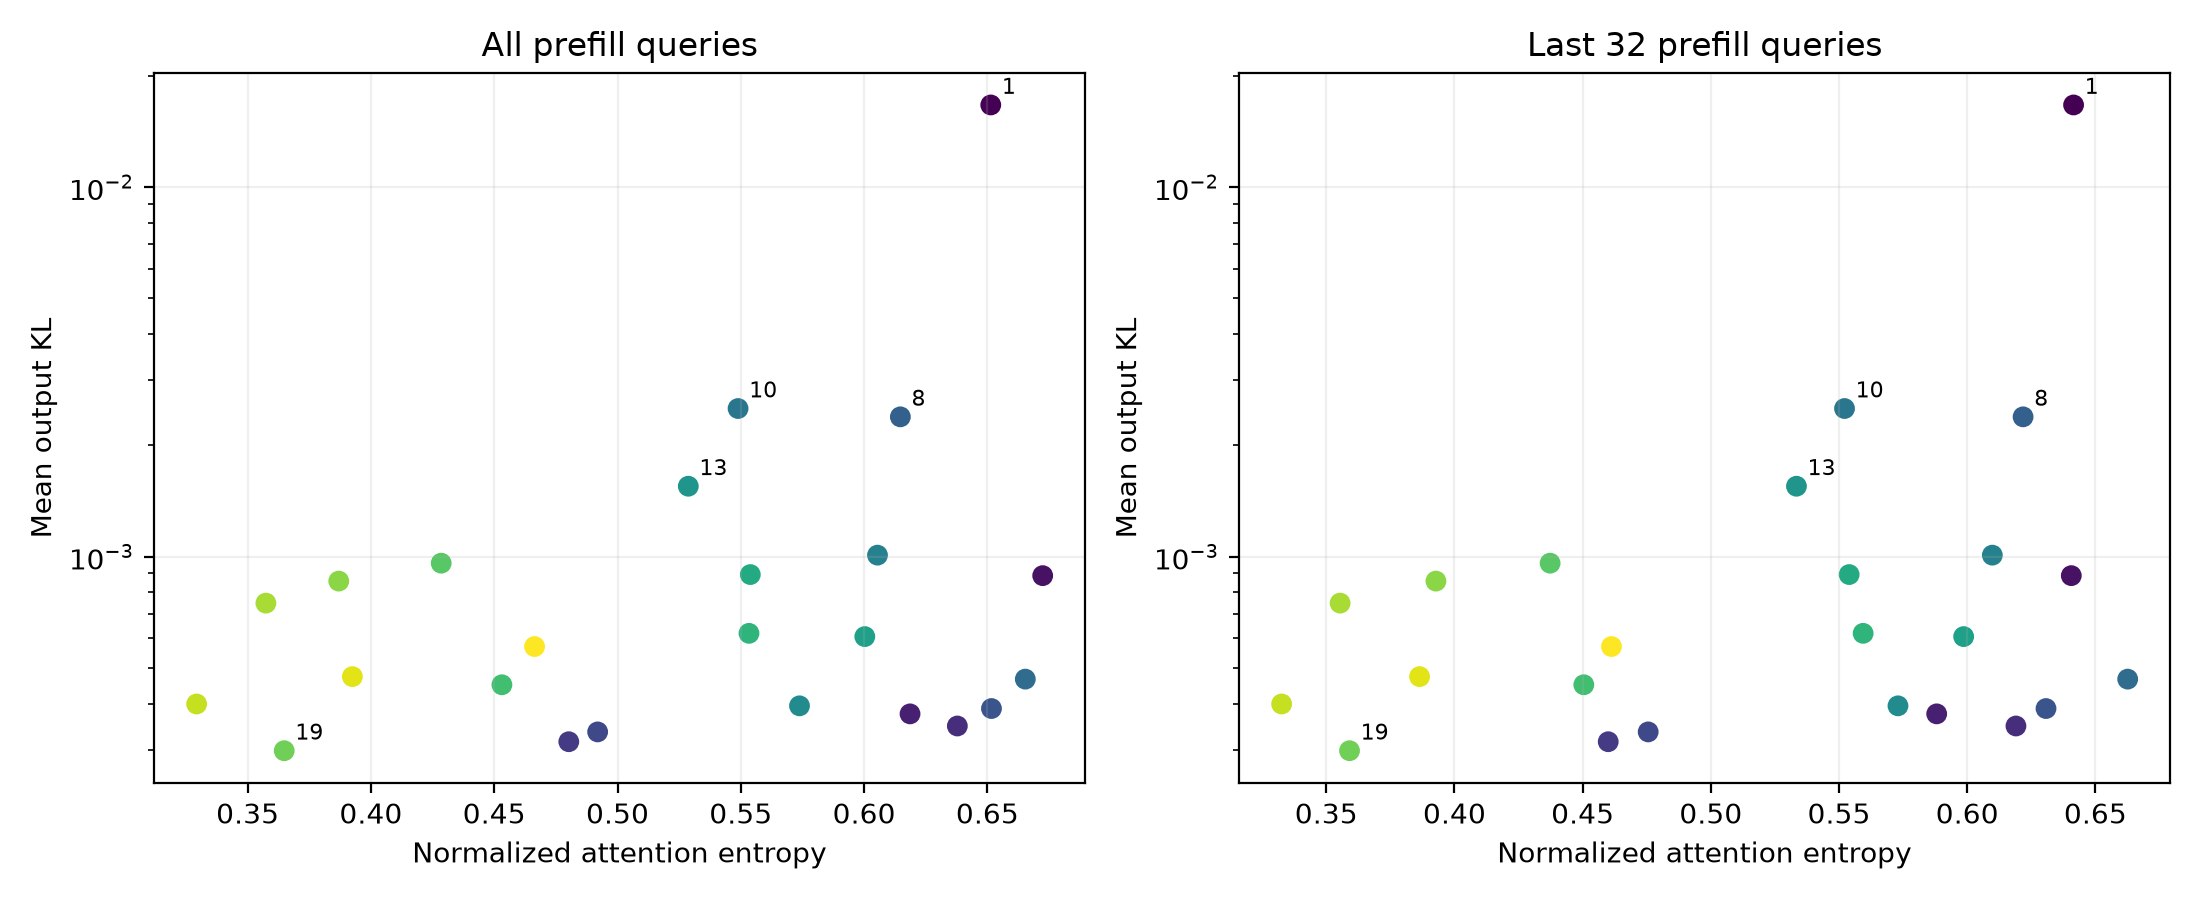 All prefill queries
Mean output KL
10⁻²
10⁻³
1
10
8
13
19
0.35 0.40 0.45 0.50 0.55 0.60 0.65
Normalized attention entropy
Last 32 prefill queries
Mean output KL
10⁻²
10⁻³
1
10
8
13
19
0.35 0.40 0.45 0.50 0.55 0.60 0.65
Normalized attention entropy